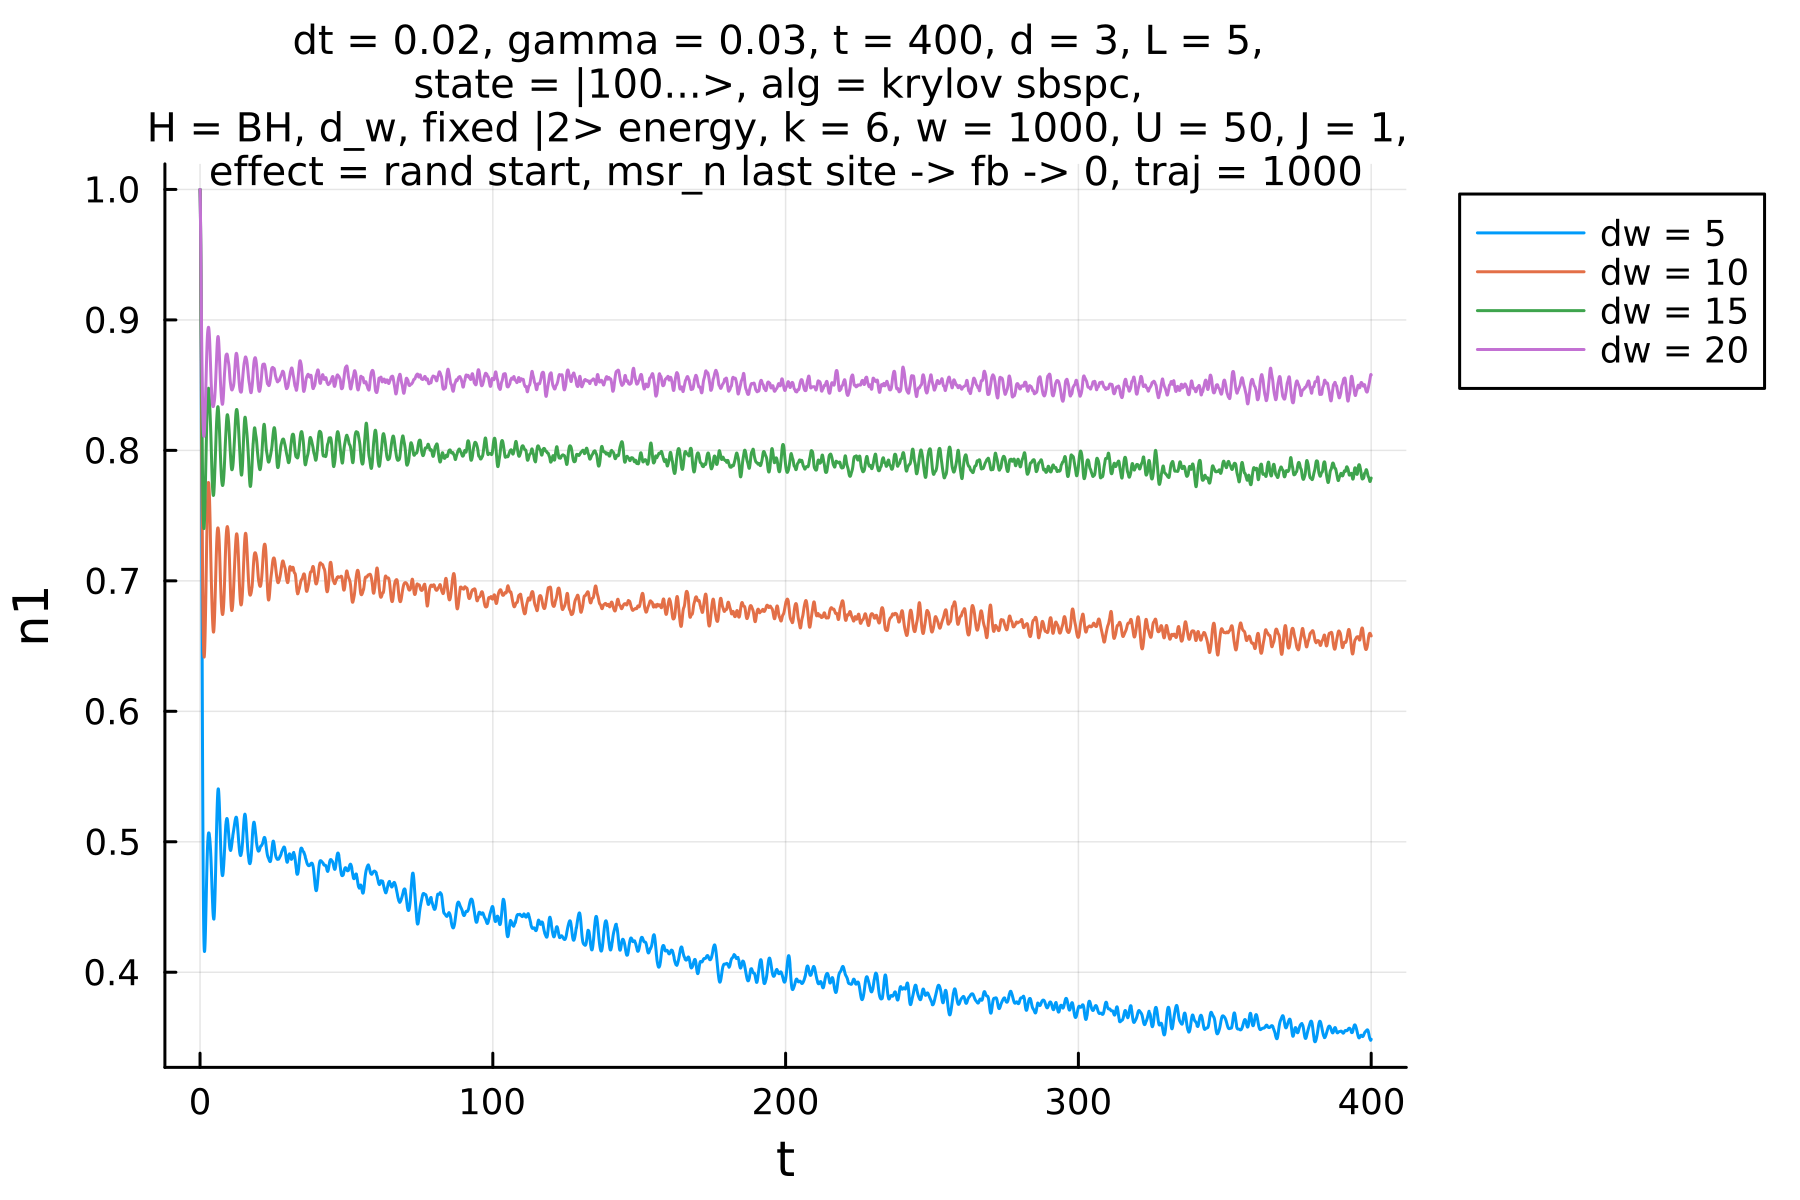 dt = 0.02, gamma = 0.03, t = 400, d = 3, L = 5,
state = |100...>, alg = krylov sbspc,
H = BH, d_w, fixed |2> energy, k = 6, w = 1000, U = 50, J = 1,
effect = rand start, msr_n last site -> fb -> 0, traj = 1000
1.0
0.9
0.8
0.7
0.6
0.5
0.4
n1
0 100 200 300 400
t
dw = 5
dw = 10
dw = 15
dw = 20